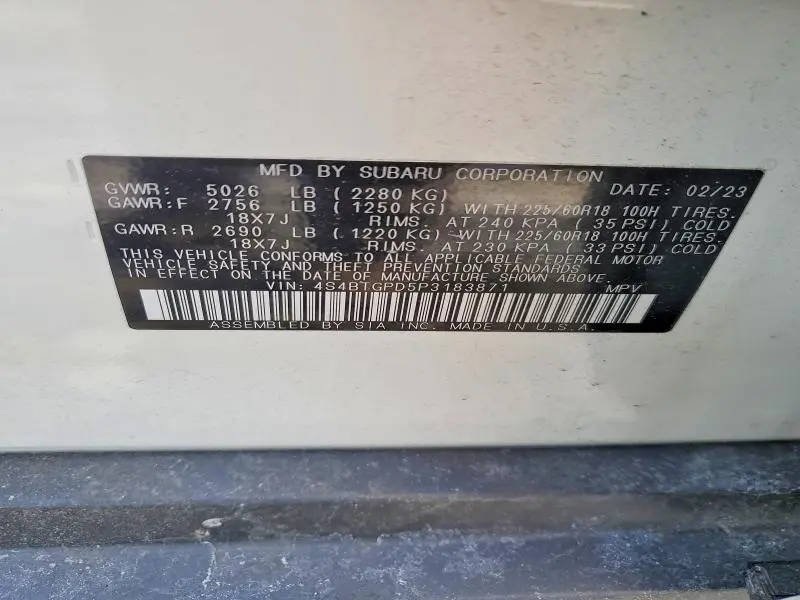 MFD BY SUBARU CORPORATION
GVWR: 5026 LB (2280 KG) DATE: 02/23
GAWR:F 2756 LB (1250 KG) WITH 225/60R18 100H TIRES.
18X7J RIMS. AT 240 KPA (35 PSI) COLD
GAWR:R 2690 LB (1220 KG) WITH 225/60R18 100H TIRES.
18X7J RIMS. AT 230 KPA (33 PSI) COLD
THIS VEHICLE CONFORMS TO ALL APPLICABLE FEDERAL MOTOR
VEHICLE SAFETY AND THEFT PREVENTION STANDARDS
IN EFFECT ON THE DATE OF MANUFACTURE SHOWN ABOVE.
VIN: 4S4BTGPD5P3183871 MPV
ASSEMBLED BY SIA INC. MADE IN U.S.A.